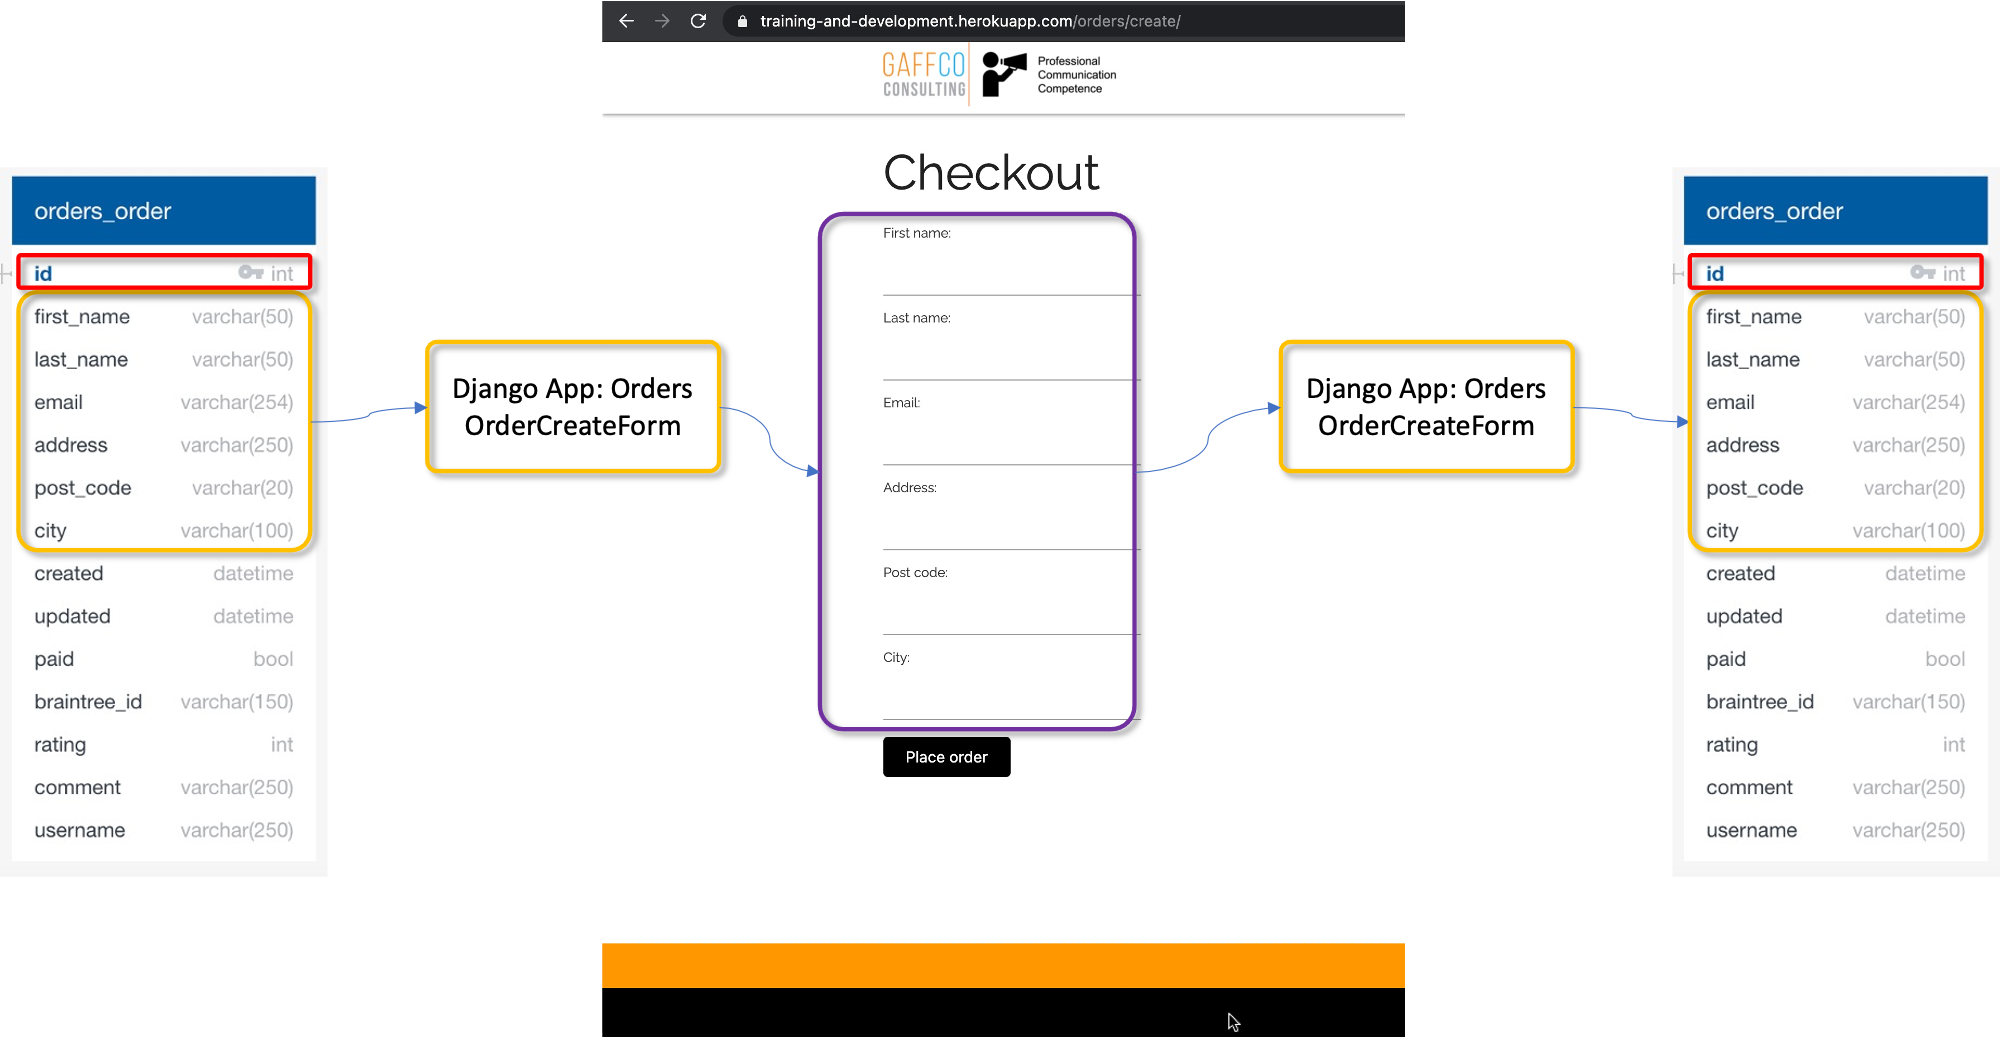 training-and-development.herokuapp.com/orders/create/
GAFFCO
CONSULTING
Professional
Communication
Competence
orders_order
id int
first_name varchar(50)
last_name varchar(50)
email varchar(254)
address varchar(250)
post_code varchar(20)
city varchar(100)
created datetime
updated datetime
paid bool
braintree_id varchar(150)
rating int
comment varchar(250)
username varchar(250)
Django App: Orders
OrderCreateForm
Checkout
First name:
Last name:
Email:
Address:
Post code:
City:
Place order
Django App: Orders
OrderCreateForm
orders_order
id int
first_name varchar(50)
last_name varchar(50)
email varchar(254)
address varchar(250)
post_code varchar(20)
city varchar(100)
created datetime
updated datetime
paid bool
braintree_id varchar(150)
rating int
comment varchar(250)
username varchar(250)